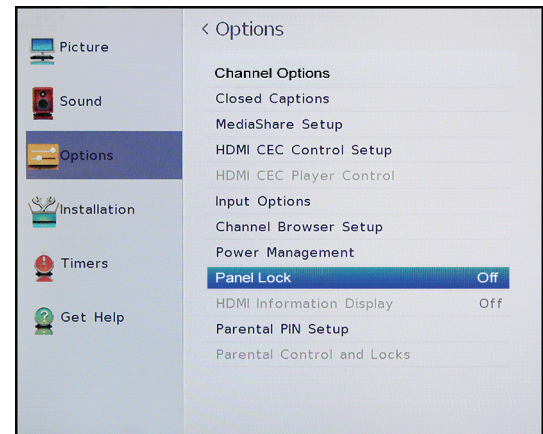 Picture
Sound
Options
Installation
Timers
Get Help
< Options
Channel Options
Closed Captions
MediaShare Setup
HDMI CEC Control Setup
HDMI CEC Player Control
Input Options
Channel Browser Setup
Power Management
Panel Lock Off
HDMI Information Display Off
Parental PIN Setup
Parental Control and Locks